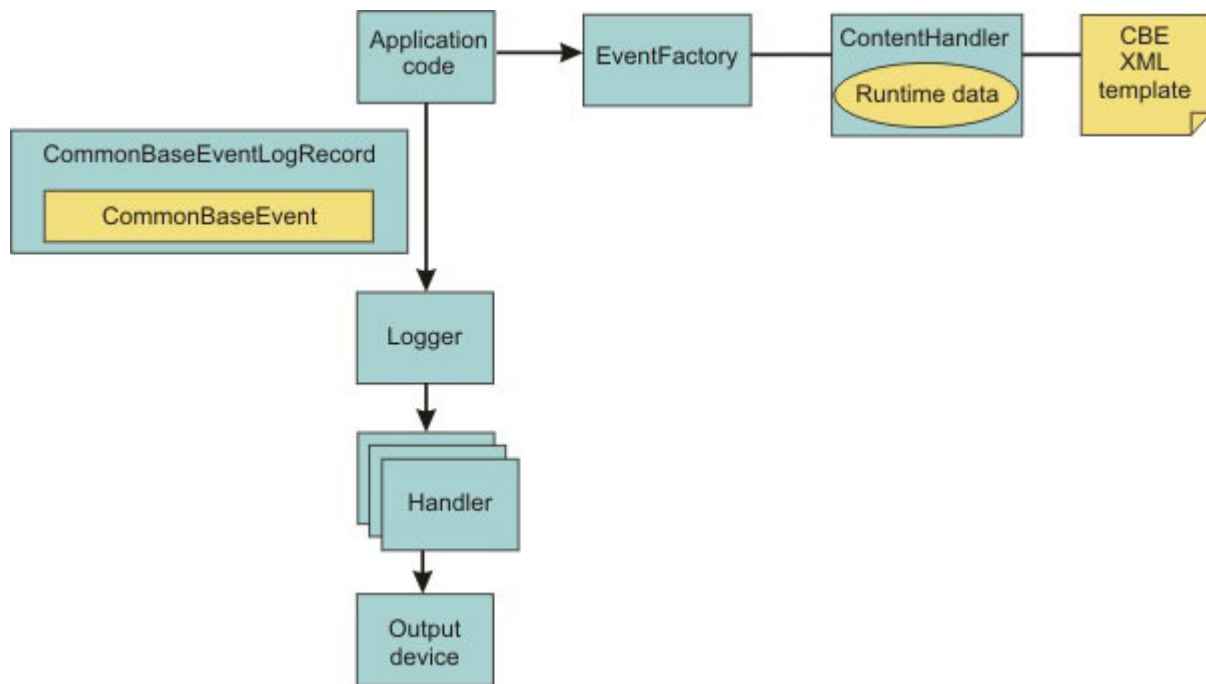 Application
code
EventFactory
ContentHandler
Runtime data
CBE
XML
template
CommonBaseEventLogRecord
CommonBaseEvent
Logger
Handler
Output
device